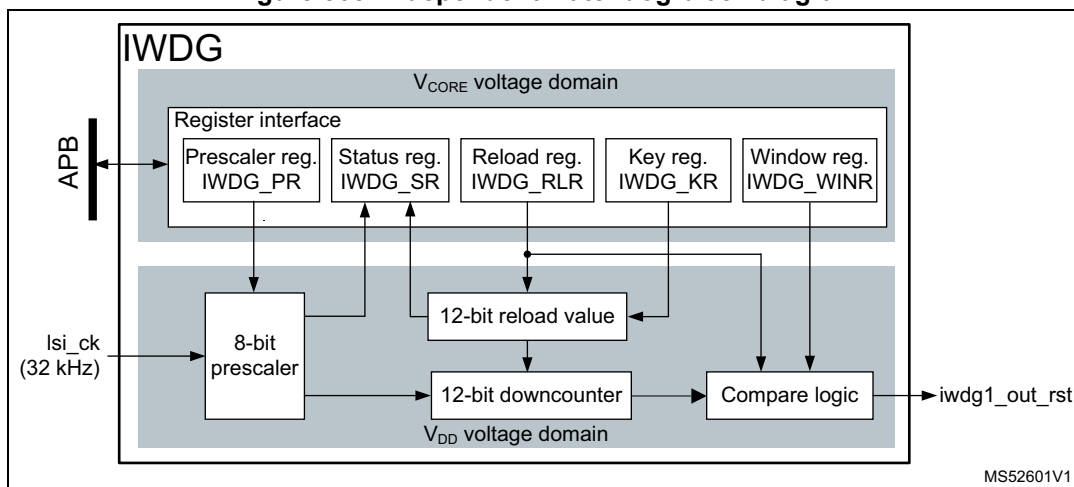 IWDG
VCORE voltage domain
Register interface
Prescaler reg.
IWDG_PR
Status reg.
IWDG_SR
Reload reg.
IWDG_RLR
Key reg.
IWDG_KR
Window reg.
IWDG_WINR
APB
lsi_ck
(32 kHz)
8-bit
prescaler
12-bit reload value
12-bit downcounter
Compare logic
iwdg1_out_rst
VDD voltage domain
MS52601V1